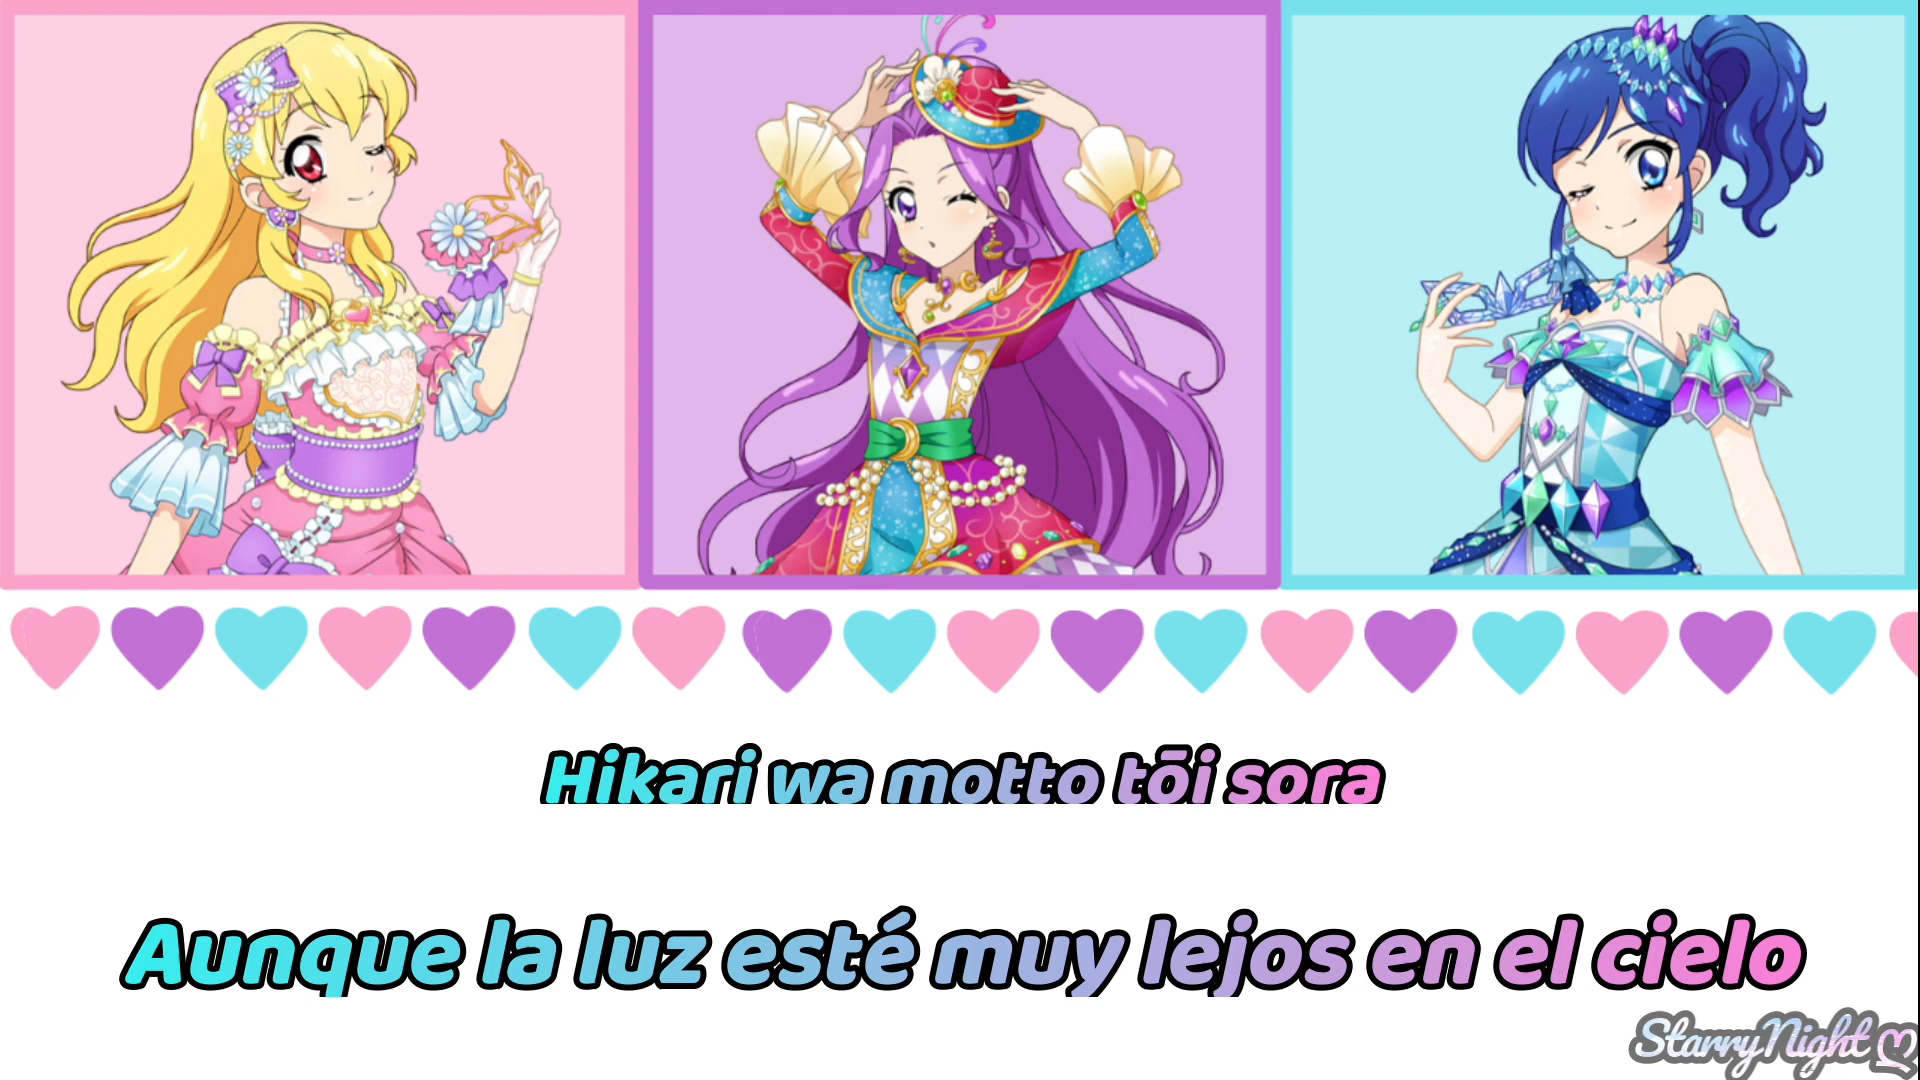 Hikari wa motto tōi sora
Aunque la luz esté muy lejos en el cielo
StarryNight